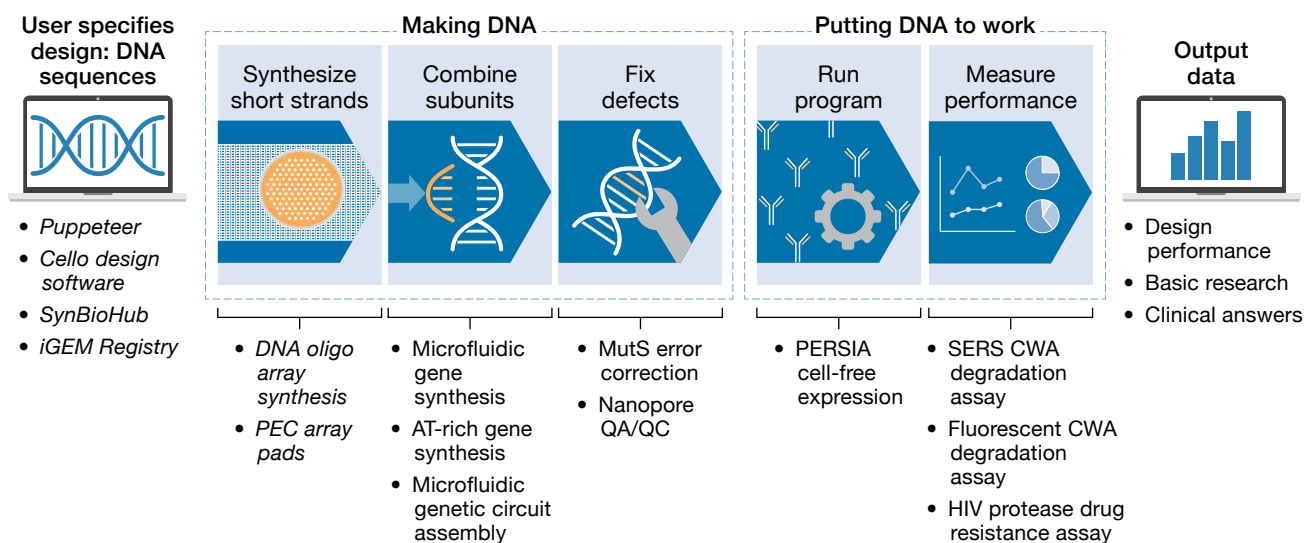 User specifies
design: DNA
sequences
• Puppeteer
• Cello design
software
• SynBioHub
• iGEM Registry
Making DNA
Synthesize
short strands
• DNA oligo
array
synthesis
• PEC array
pads
Combine
subunits
• Microfluidic
gene
synthesis
• AT-rich gene
synthesis
• Microfluidic
genetic circuit
assembly
Fix
defects
• MutS error
correction
• Nanopore
QA/QC
Putting DNA to work
Run
program
• PERSIA
cell-free
expression
Measure
performance
• SERS CWA
degradation
assay
• Fluorescent CWA
degradation
assay
• HIV protease drug
resistance assay
Output
data
• Design
performance
• Basic research
• Clinical answers